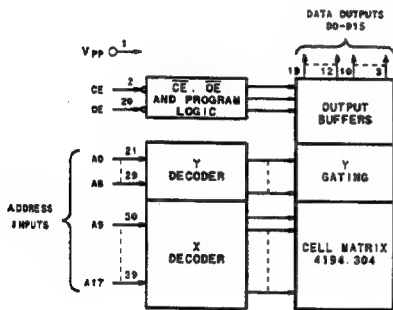 DATA OUTPUTS
DO-D15
VPP 1
19 12 10 3
CE 2
OE 20
CE, OE
AND PROGRAM
LOGIC
OUTPUT
BUFFERS
ADDRESS
INPUTS
A0 21
A8 29
Y
DECODER
Y
GATING
A9 30
A17 39
X
DECODER
CELL MATRIX
4194.304